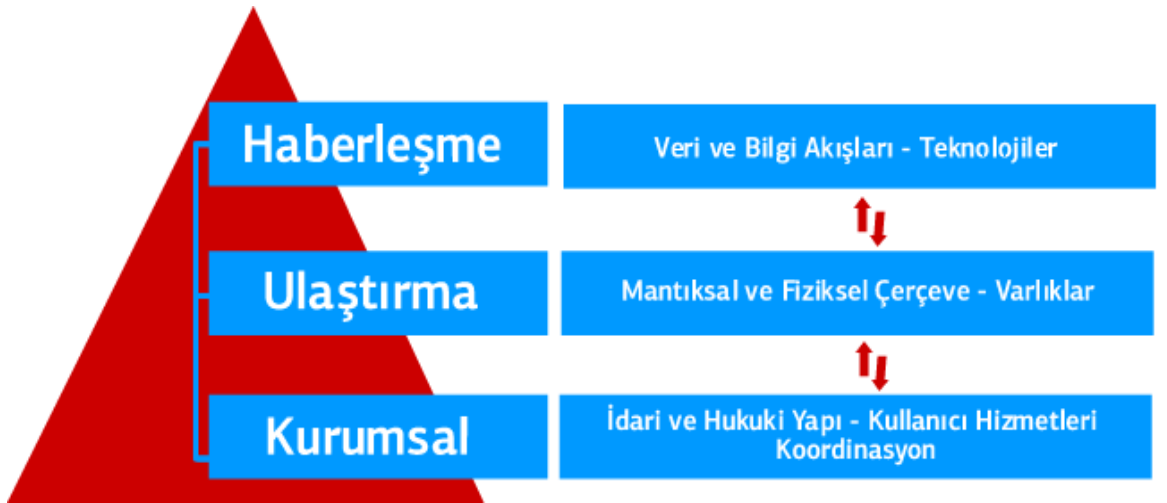 Haberleşme
Veri ve Bilgi Akışları - Teknolojiler
Ulaştırma
Mantıksal ve Fiziksel Çerçeve - Varlıklar
Kurumsal
İdari ve Hukuki Yapı - Kullanıcı Hizmetleri
Koordinasyon